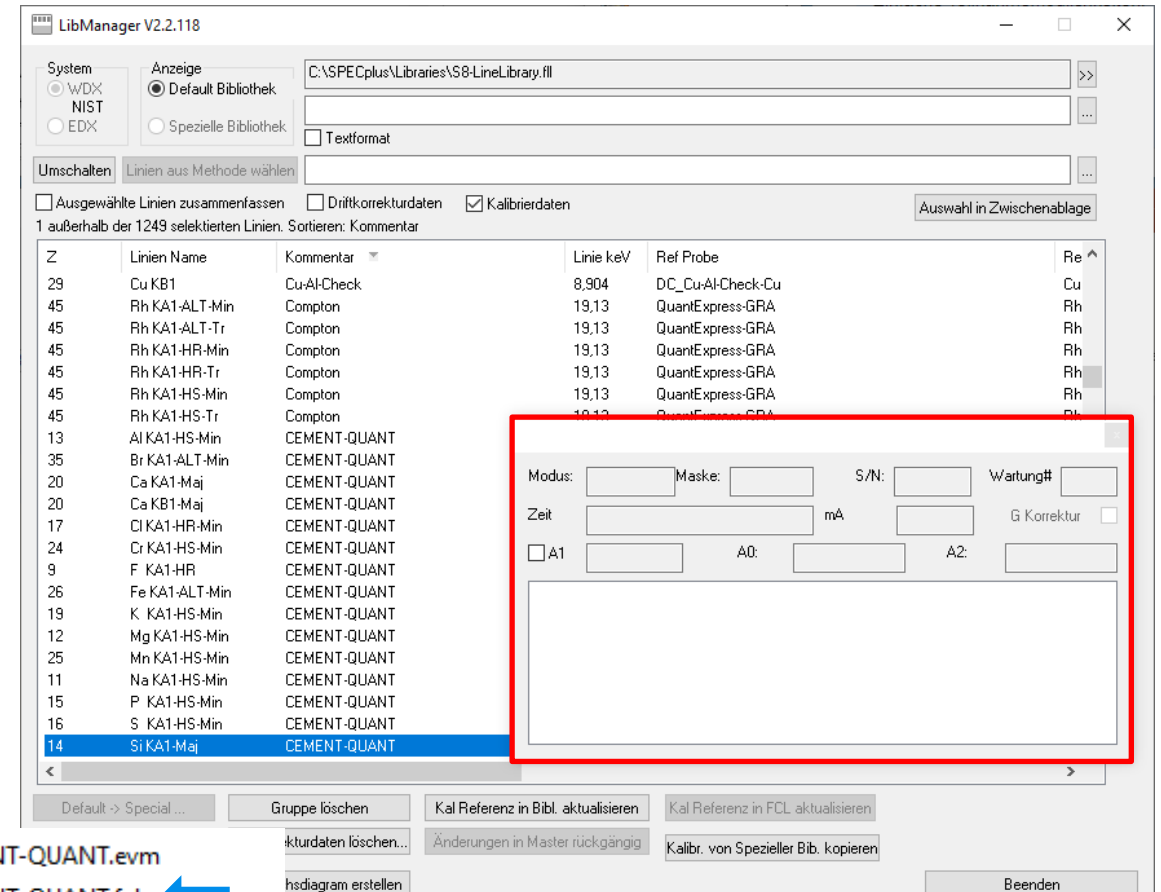 LibManager V2.2.118
System
WDX
NIST
EDX
Anzeige
Default Bibliothek
Spezielle Bibliothek
C:\SPECplus\Libraries\S8-LineLibrary.fll
>>
...
Textformat
Umschalten Linien aus Methode wählen ...
Ausgewählte Linien zusammenfassen Driftkorrekturdaten Kalibrierdaten Auswahl in Zwischenablage
1 außerhalb der 1249 selektierten Linien. Sortieren: Kommentar
Z Linien Name Kommentar Linie keV Ref Probe Re
29 Cu KB1 Cu-Al-Check 8,904 DC_Cu-Al-Check-Cu Cu
45 Rh KA1-ALT-Min Compton 19,13 QuantExpress-GRA Rh
45 Rh KA1-ALT-Tr Compton 19,13 QuantExpress-GRA Rh
45 Rh KA1-HR-Min Compton 19,13 QuantExpress-GRA Rh
45 Rh KA1-HR-Tr Compton 19,13 QuantExpress-GRA Rh
45 Rh KA1-HS-Min Compton 19,13 QuantExpress-GRA Rh
45 Rh KA1-HS-Tr Compton 19,13 QuantExpress-GRA Rh
13 Al KA1-HS-Min CEMENT-QUANT
35 Br KA1-ALT-Min CEMENT-QUANT
20 Ca KA1-Maj CEMENT-QUANT
20 Ca KB1-Maj CEMENT-QUANT
17 Cl KA1-HR-Min CEMENT-QUANT
24 Cr KA1-HS-Min CEMENT-QUANT
9 F KA1-HR CEMENT-QUANT
26 Fe KA1-ALT-Min CEMENT-QUANT
19 K KA1-HS-Min CEMENT-QUANT
12 Mg KA1-HS-Min CEMENT-QUANT
25 Mn KA1-HS-Min CEMENT-QUANT
11 Na KA1-HS-Min CEMENT-QUANT
15 P KA1-HS-Min CEMENT-QUANT
16 S KA1-HS-Min CEMENT-QUANT
14 Si KA1-Maj CEMENT-QUANT
Modus: Maske: S/N: Wartung#
Zeit mA G Korrektur
A1 A0: A2:
Default -> Special ... Gruppe löschen Kal Referenz in Bibl. aktualisieren Kal Referenz in FCL aktualisieren
ekturdaten löschen... Änderungen in Master rückgängig Kalibr. von Spezieller Bib. kopieren
NT-QUANT.evm
hsdiagram erstellen Beenden